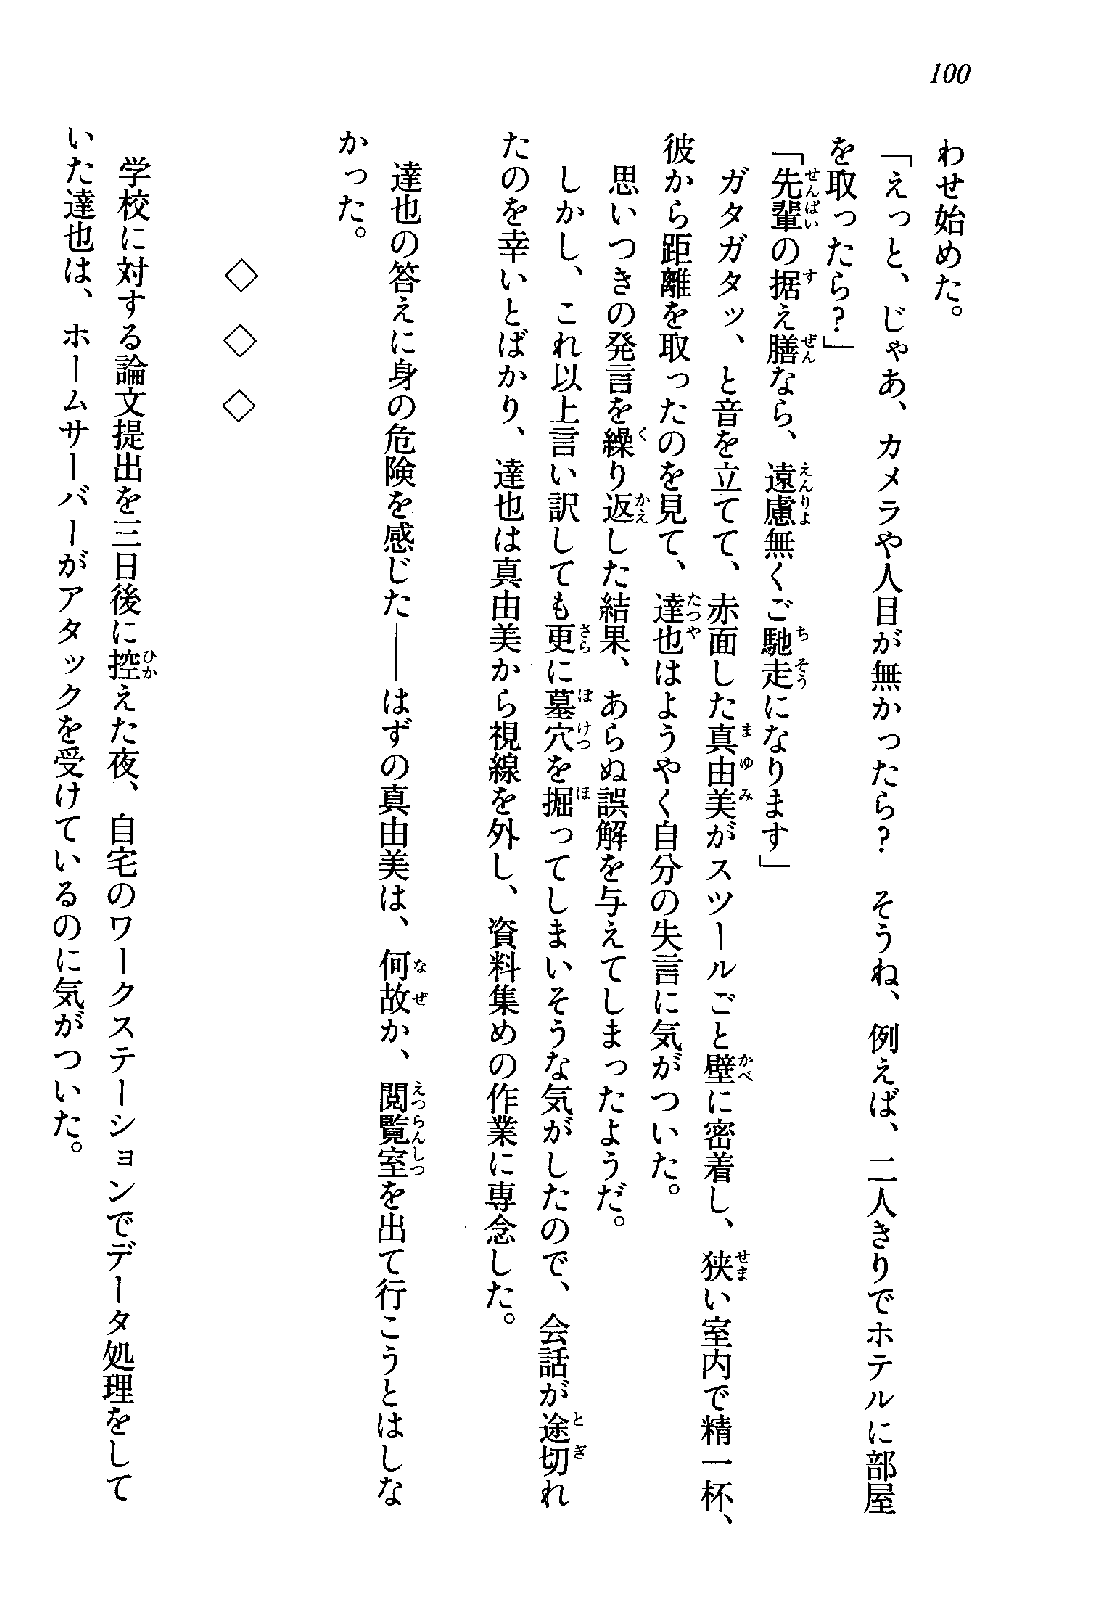 100
わせ始めた。
「えっと、じゃあ、カメラや人目が無かったら？　そうね、例えば、二人きりでホテルに部屋
を取ったら？」
「先輩の据え膳なら、遠慮無くご馳走になります」
ガタガタッ、と音を立てて、赤面した真由美がスツールごと壁に密着し、狭い室内で精一杯、
彼から距離を取ったのを見て、達也はようやく自分の失言に気がついた。
思いつきの発言を繰り返した結果、あらぬ誤解を与えてしまったようだ。
しかし、これ以上言い訳しても更に墓穴を掘ってしまいそうな気がしたので、会話が途切れ
たのを幸いとばかり、達也は真由美から視線を外し、資料集めの作業に専念した。
達也の答えに身の危険を感じた――はずの真由美は、何故か、閲覧室を出て行こうとはしな
かった。
◇　◇　◇
学校に対する論文提出を三日後に控えた夜、自宅のワークステーションでデータ処理をして
いた達也は、ホームサーバーがアタックを受けているのに気がついた。